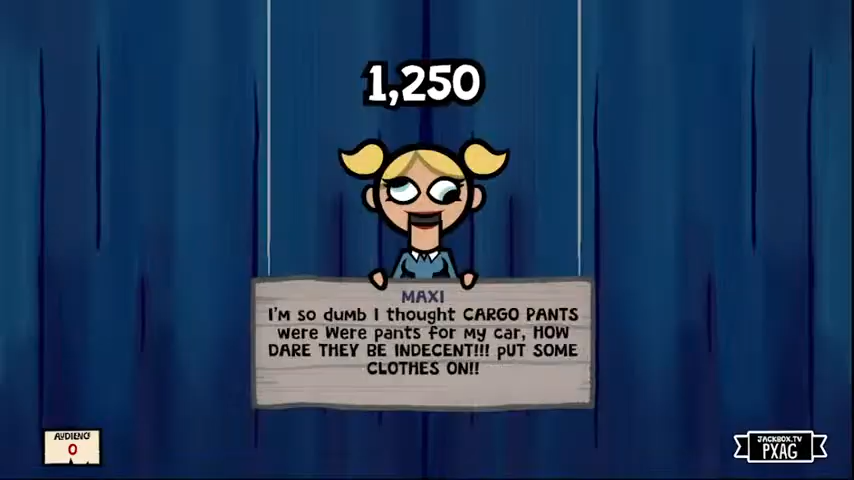 1,250
MAXI
I'm so dumb I thought CARGO PANTS
were Were pants for my car, HOW
DARE THEY BE INDECENT!!! pUT SOME
CLOTHES ON!!
AUDIENCE
0
JACKBOX.TV
PXAG